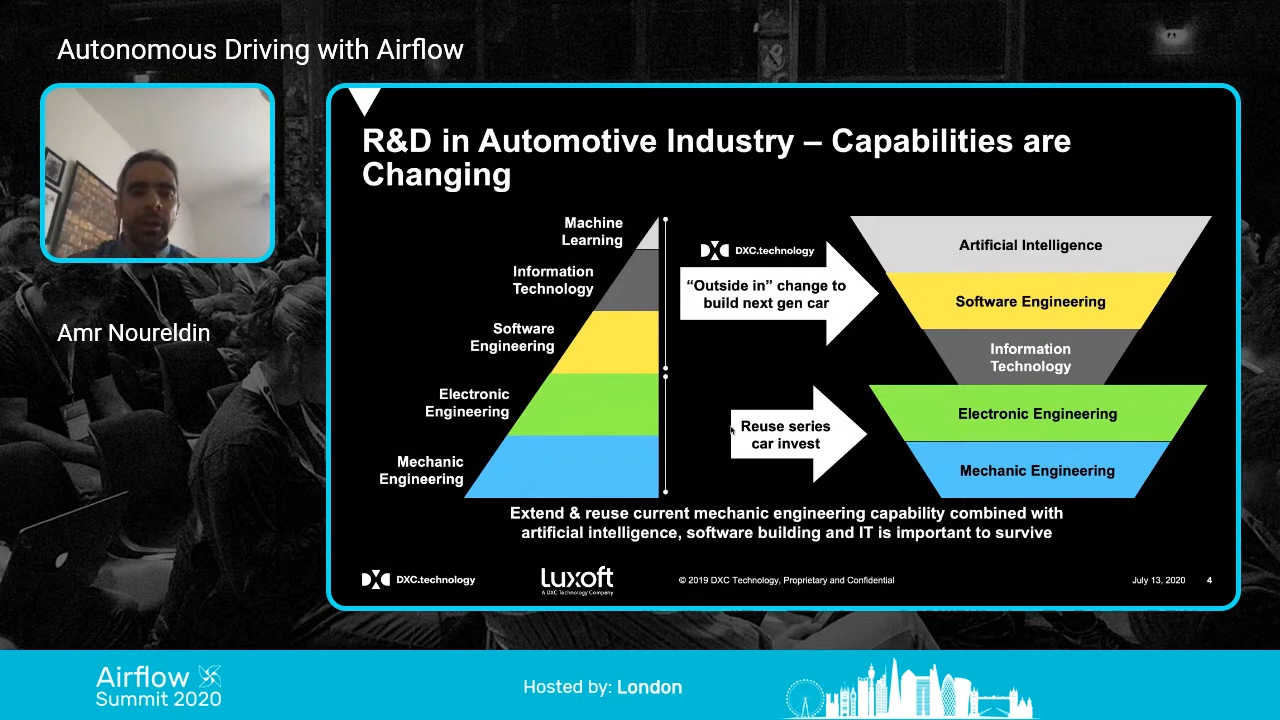 Autonomous Driving with Airflow
Amr Noureldin
R&D in Automotive Industry – Capabilities are
Changing
Machine
Learning
Information
Technology
Software
Engineering
Electronic
Engineering
Mechanic
Engineering
DXC.technology
“Outside in” change to
build next gen car
Reuse series
car invest
Artificial Intelligence
Software Engineering
Information
Technology
Electronic Engineering
Mechanic Engineering
Extend & reuse current mechanic engineering capability combined with
artificial intelligence, software building and IT is important to survive
DXC.technology
Luxoft
A DXC Technology Company
© 2019 DXC Technology, Proprietary and Confidential
July 13, 2020
4
Airflow
Summit 2020
Hosted by: London